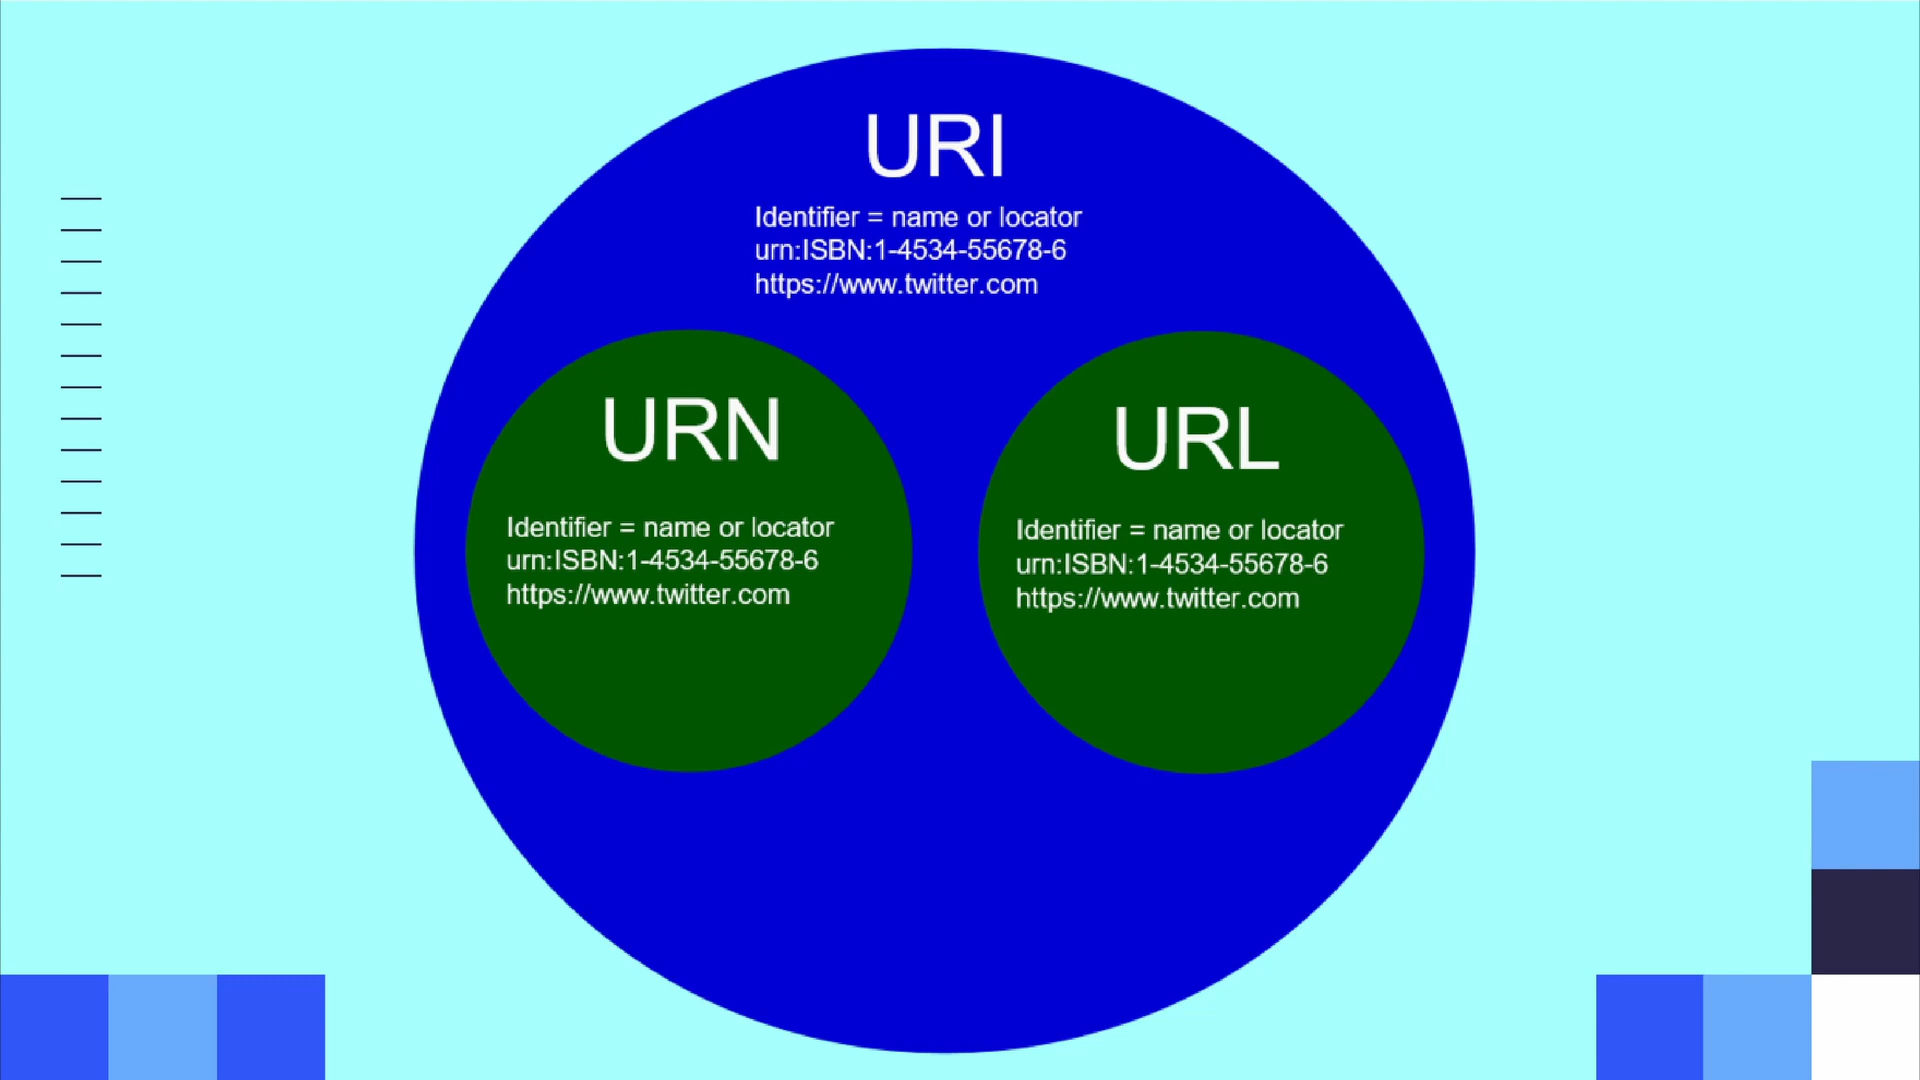 URI
Identifier = name or locator
urn:ISBN:1-4534-55678-6
https://www.twitter.com
URN
Identifier = name or locator
urn:ISBN:1-4534-55678-6
https://www.twitter.com
URL
Identifier = name or locator
urn:ISBN:1-4534-55678-6
https://www.twitter.com